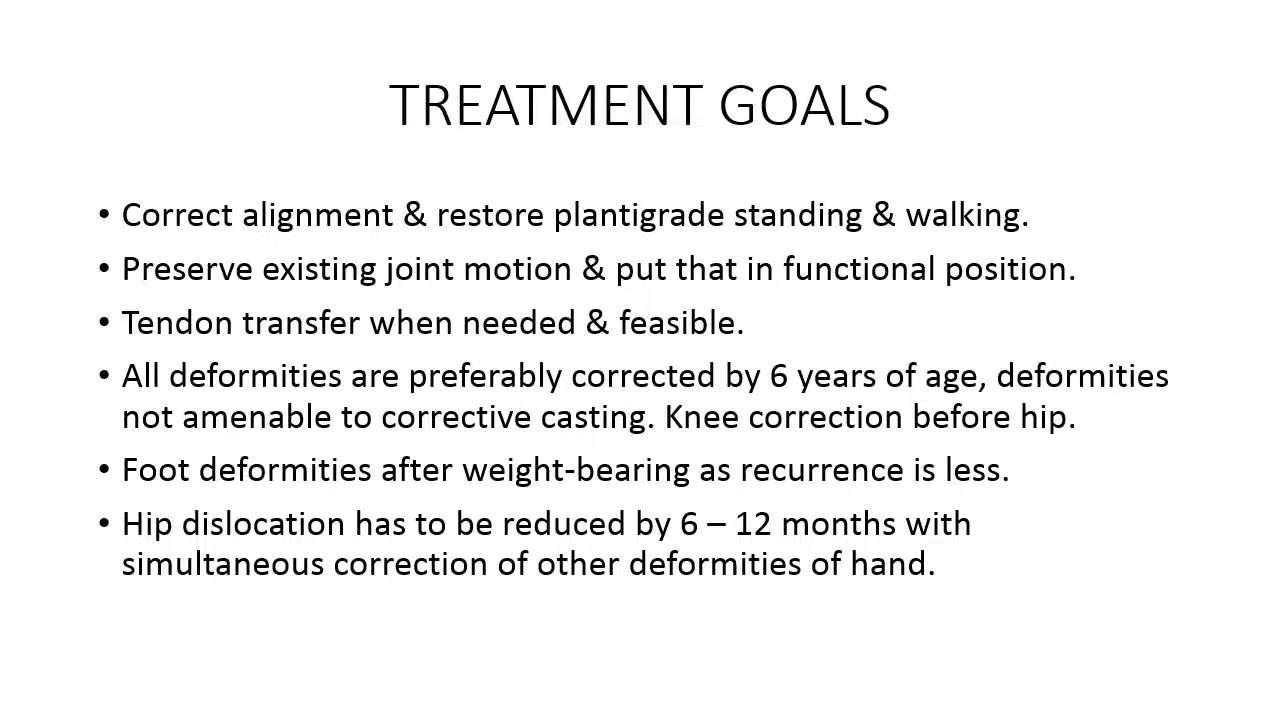 TREATMENT GOALS
• Correct alignment & restore plantigrade standing & walking.
• Preserve existing joint motion & put that in functional position.
• Tendon transfer when needed & feasible.
• All deformities are preferably corrected by 6 years of age, deformities
not amenable to corrective casting. Knee correction before hip.
• Foot deformities after weight-bearing as recurrence is less.
• Hip dislocation has to be reduced by 6 – 12 months with
simultaneous correction of other deformities of hand.